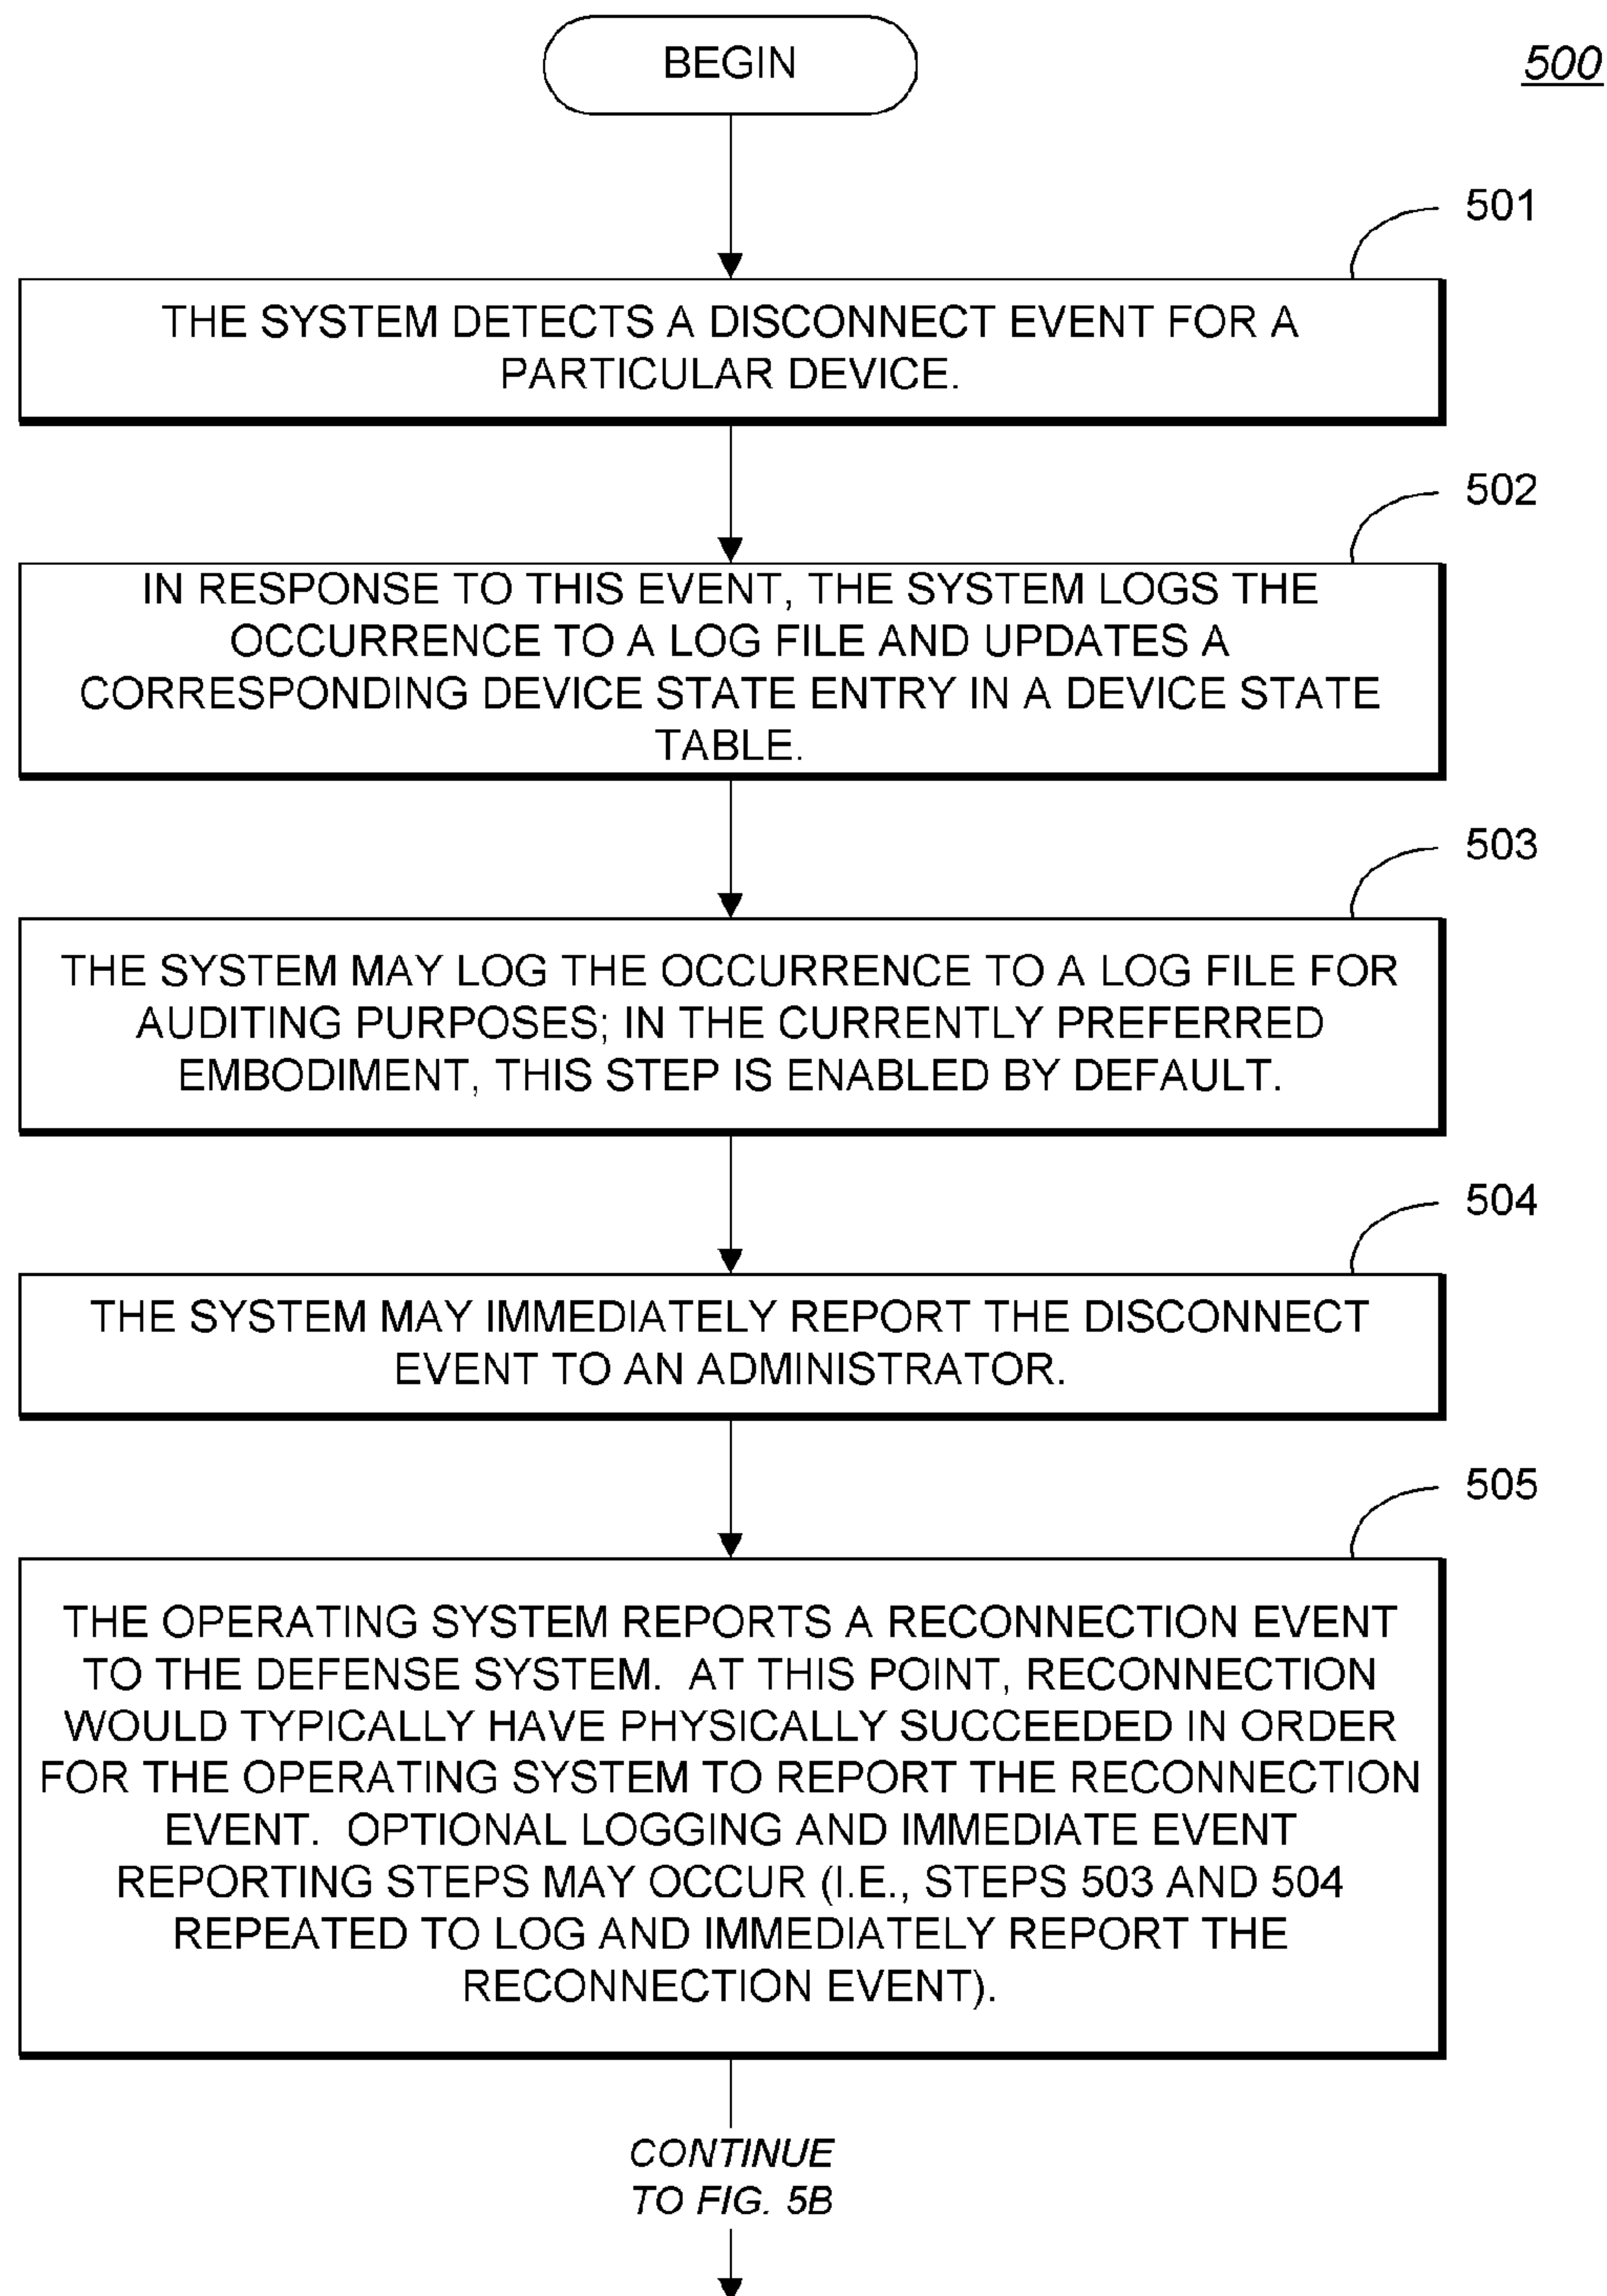 BEGIN
500
501
THE SYSTEM DETECTS A DISCONNECT EVENT FOR A
PARTICULAR DEVICE.
502
IN RESPONSE TO THIS EVENT, THE SYSTEM LOGS THE
OCCURRENCE TO A LOG FILE AND UPDATES A
CORRESPONDING DEVICE STATE ENTRY IN A DEVICE STATE
TABLE.
503
THE SYSTEM MAY LOG THE OCCURRENCE TO A LOG FILE FOR
AUDITING PURPOSES; IN THE CURRENTLY PREFERRED
EMBODIMENT, THIS STEP IS ENABLED BY DEFAULT.
504
THE SYSTEM MAY IMMEDIATELY REPORT THE DISCONNECT
EVENT TO AN ADMINISTRATOR.
505
THE OPERATING SYSTEM REPORTS A RECONNECTION EVENT
TO THE DEFENSE SYSTEM.  AT THIS POINT, RECONNECTION
WOULD TYPICALLY HAVE PHYSICALLY SUCCEEDED IN ORDER
FOR THE OPERATING SYSTEM TO REPORT THE RECONNECTION
EVENT.  OPTIONAL LOGGING AND IMMEDIATE EVENT
REPORTING STEPS MAY OCCUR (I.E., STEPS 503 AND 504
REPEATED TO LOG AND IMMEDIATELY REPORT THE
RECONNECTION EVENT).
CONTINUE
TO FIG. 5B